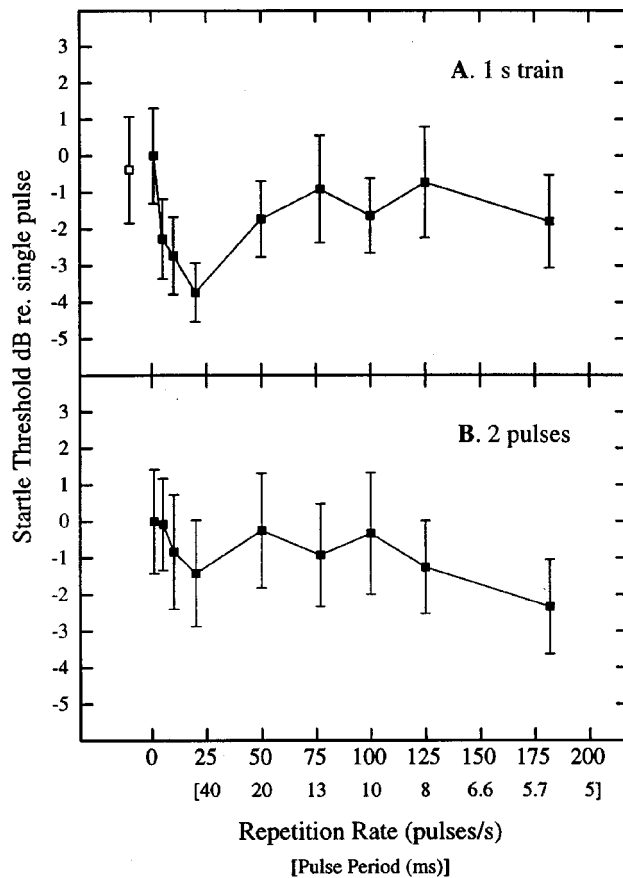 Startle Threshold dB re. single pulse
A. 1 s train
3
2
1
0
-1
-2
-3
-4
-5
B. 2 pulses
3
2
1
0
-1
-2
-3
-4
-5
0 25 50 75 100 125 150 175 200
[40 20 13 10 8 6.6 5.7 5]
Repetition Rate (pulses/s)
[Pulse Period (ms)]